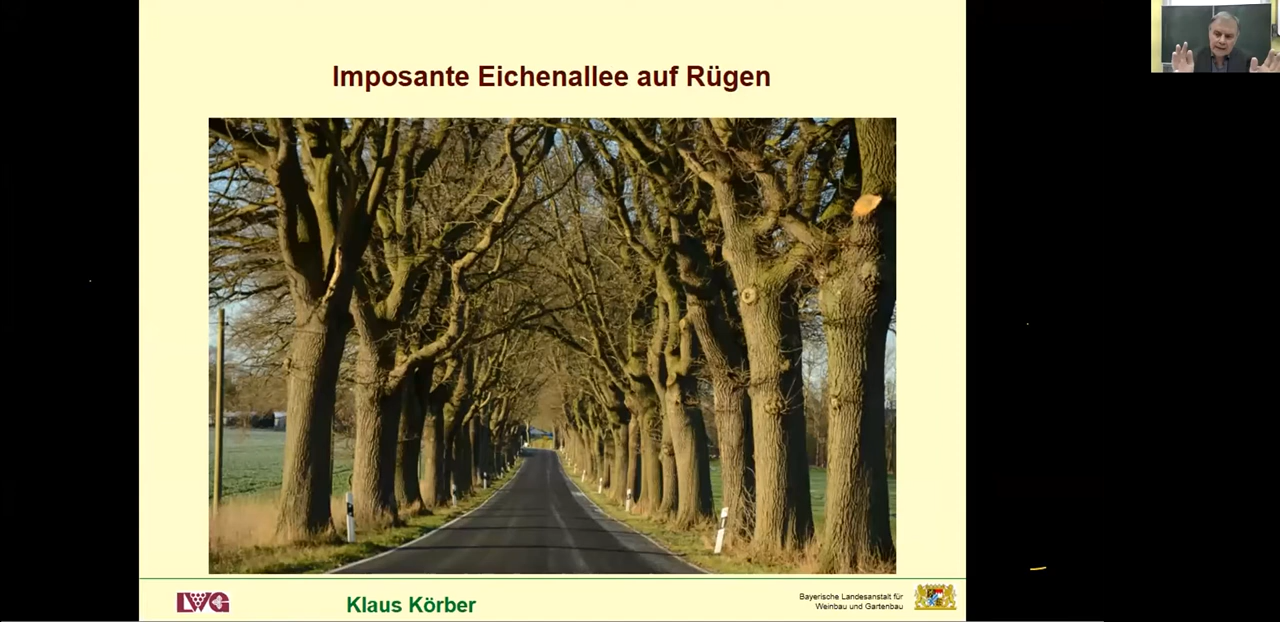 Imposante Eichenallee auf Rügen
LWG
Klaus Körber
Bayerische Landesanstalt für
Weinbau und Gartenbau